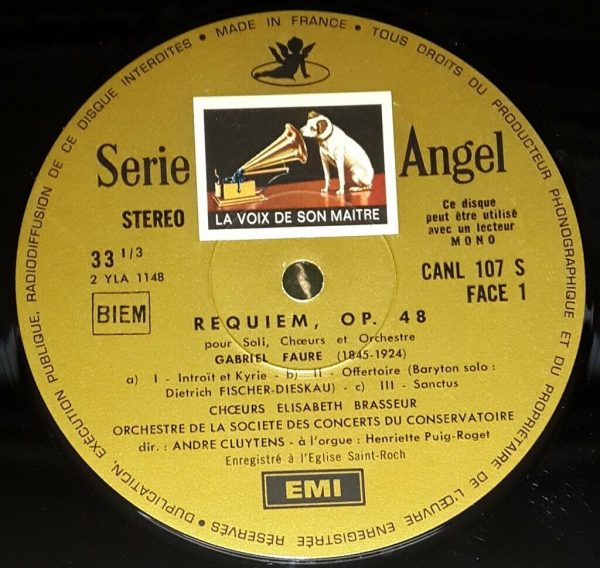 MADE IN FRANCE • TOUS DROITS DU PRODUCTEUR PHONOGRAPHIQUE ET DU PROPRIÉTAIRE DE L'ŒUVRE ENREGISTRÉE RÉSERVÉS • DUPLICATION, EXÉCUTION PUBLIQUE, RADIODIFFUSION DE CE DISQUE INTERDITES •
Serie Angel
LA VOIX DE SON MAITRE
STEREO
33 1/3
2 YLA 1148
BIEM
Ce disque
peut être utilisé
avec un lecteur
MONO
CANL 107 S
FACE 1
REQUIEM, OP. 48
pour Soli, Chœurs et Orchestre
GABRIEL FAURE (1845-1924)
a) I - Introït et Kyrie - b) II - Offertoire (Baryton solo :
Dietrich FISCHER-DIESKAU) - c) III - Sanctus
CHŒURS ELISABETH BRASSEUR
ORCHESTRE DE LA SOCIETE DES CONCERTS DU CONSERVATOIRE
dir. : ANDRE CLUYTENS - à l'orgue : Henriette Puig-Roget
Enregistré à l'Eglise Saint-Roch
EMI